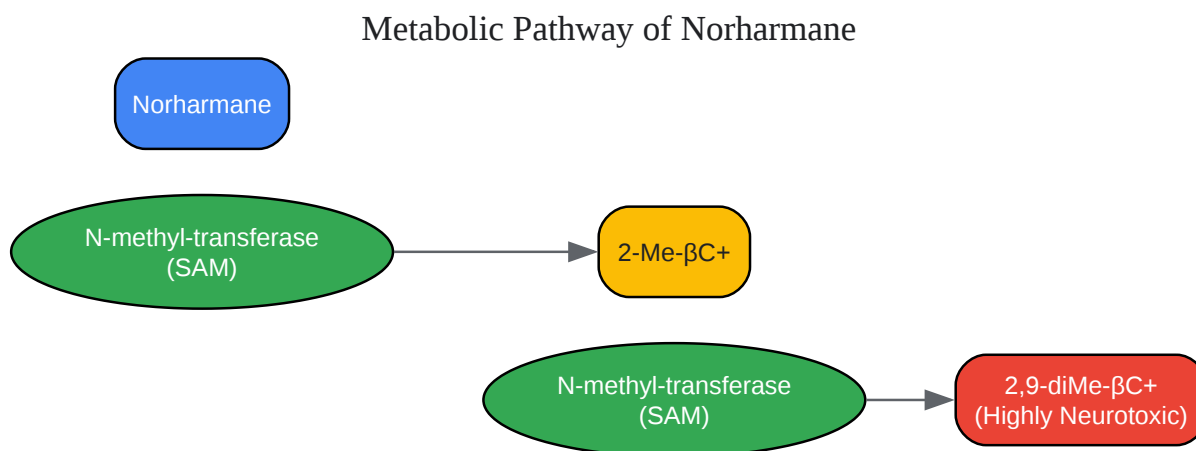 Metabolic Pathway of Norharmane
Norharmane
N-methyl-transferase
(SAM)
2-Me-βC+
N-methyl-transferase
(SAM)
2,9-diMe-βC+
(Highly Neurotoxic)